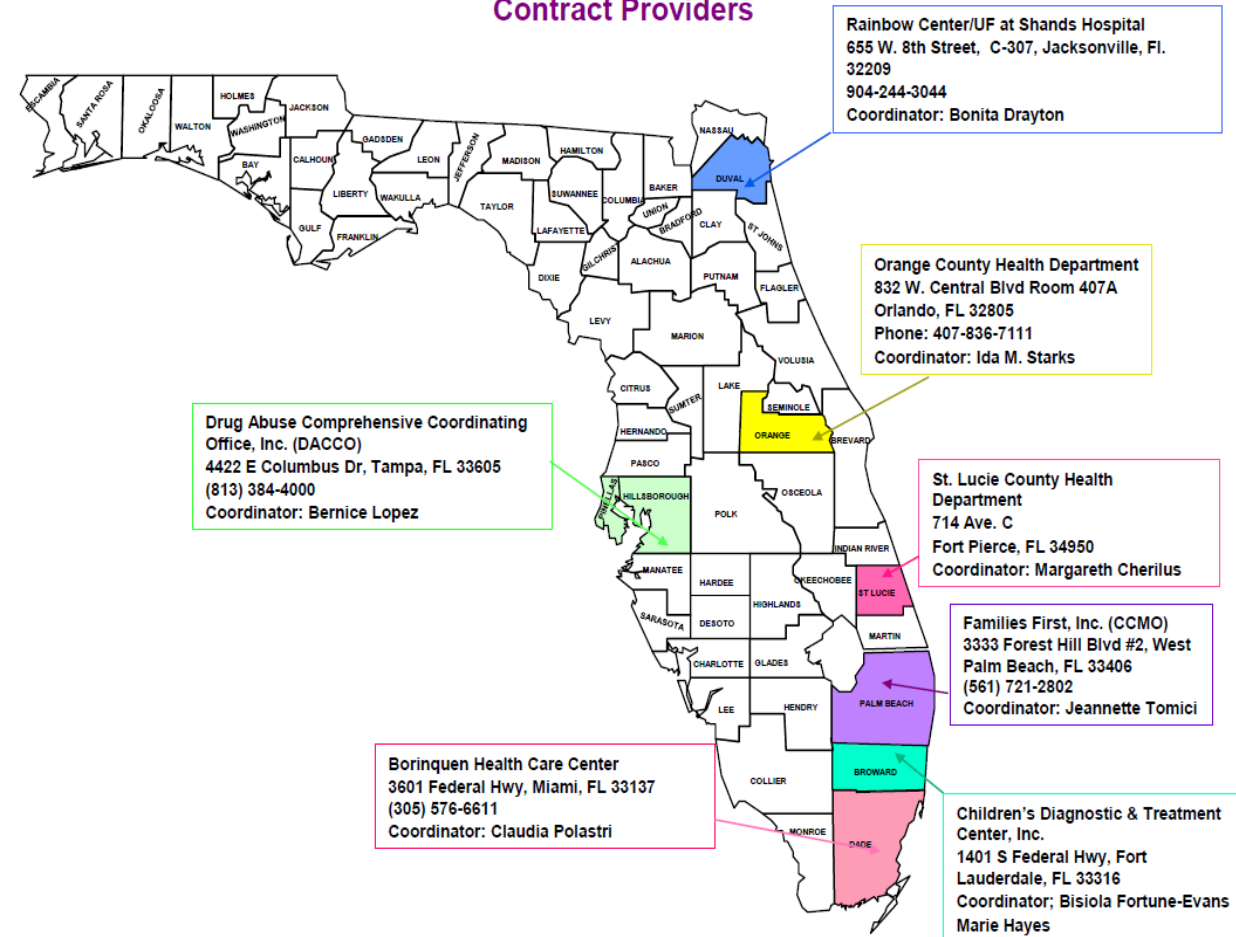 Contract Providers
Rainbow Center/UF at Shands Hospital
655 W. 8th Street, C-307, Jacksonville, Fl.
32209
904-244-3044
Coordinator: Bonita Drayton
ESCAMBIA
SANTA ROSA
OKALOOSA
WALTON
HOLMES
WASHINGTON
JACKSON
BAY
CALHOUN
GADSDEN
LIBERTY
GULF
FRANKLIN
LEON
WAKULLA
JEFFERSON
MADISON
TAYLOR
HAMILTON
SUWANNEE
LAFAYETTE
COLUMBIA
DIXIE
GILCHRIST
BAKER
UNION
BRADFORD
NASSAU
DUVAL
CLAY
ST JOHNS
ALACHUA
PUTNAM
FLAGLER
LEVY
MARION
VOLUSIA
Orange County Health Department
832 W. Central Blvd Room 407A
Orlando, FL 32805
Phone: 407-836-7111
Coordinator: Ida M. Starks
CITRUS
SUMTER
LAKE
SEMINOLE
HERNANDO
ORANGE
BREVARD
PASCO
Drug Abuse Comprehensive Coordinating
Office, Inc. (DACCO)
4422 E Columbus Dr, Tampa, FL 33605
(813) 384-4000
Coordinator: Bernice Lopez
PINELLAS
HILLSBOROUGH
POLK
OSCEOLA
INDIAN RIVER
St. Lucie County Health
Department
714 Ave. C
Fort Pierce, FL 34950
Coordinator: Margareth Cherilus
MANATEE
HARDEE
HIGHLANDS
OKEECHOBEE
ST LUCIE
SARASOTA
DESOTO
MARTIN
CHARLOTTE
GLADES
Families First, Inc. (CCMO)
3333 Forest Hill Blvd #2, West
Palm Beach, FL 33406
(561) 721-2802
Coordinator: Jeannette Tomici
LEE
HENDRY
PALM BEACH
Borinquen Health Care Center
3601 Federal Hwy, Miami, FL 33137
(305) 576-6611
Coordinator: Claudia Polastri
COLLIER
BROWARD
MONROE
DADE
Children's Diagnostic & Treatment
Center, Inc.
1401 S Federal Hwy, Fort
Lauderdale, FL 33316
Coordinator; Bisiola Fortune-Evans
Marie Hayes